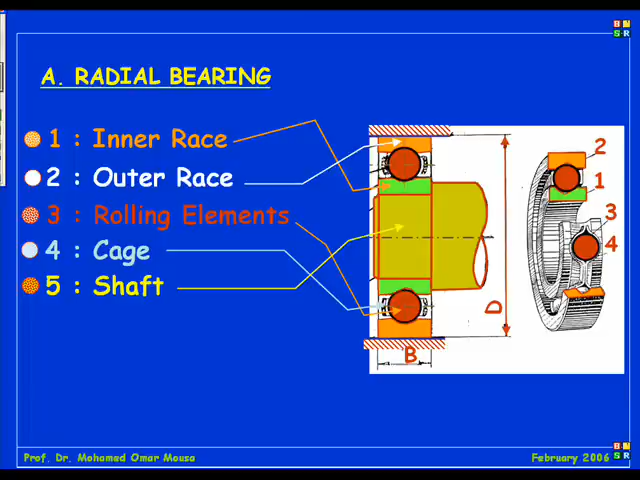 A. RADIAL BEARING
1 : Inner Race
2 : Outer Race
3 : Rolling Elements
4 : Cage
5 : Shaft
2
1
3
4
D
B
Prof. Dr. Mohamad Omar Mousa
February 2006